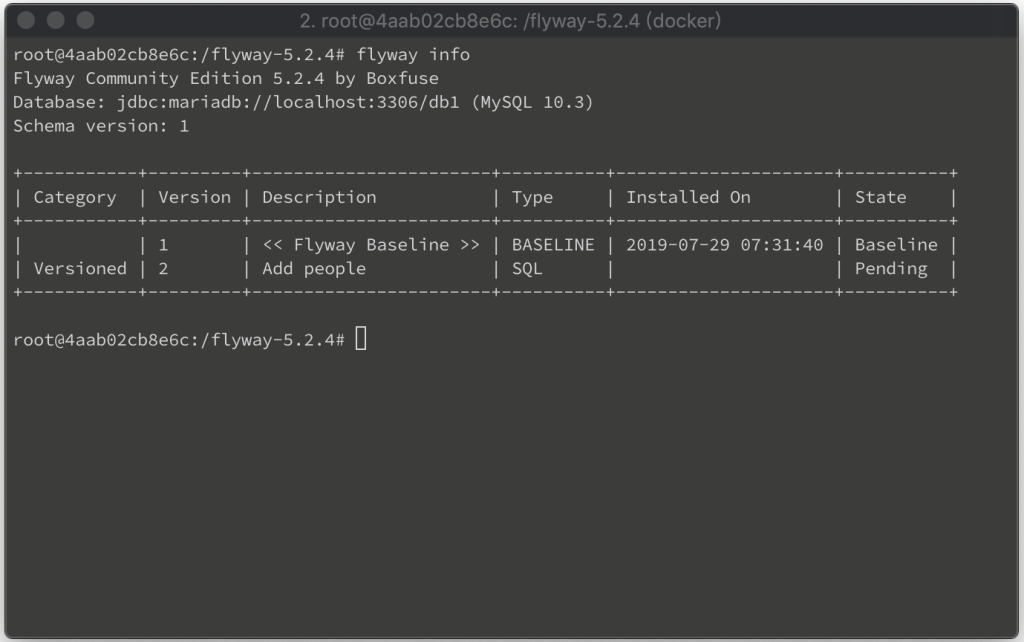 2. root@4aab02cb8e6c: /flyway-5.2.4 (docker)
root@4aab02cb8e6c:/flyway-5.2.4# flyway info
Flyway Community Edition 5.2.4 by Boxfuse
Database: jdbc:mariadb://localhost:3306/db1 (MySQL 10.3)
Schema version: 1
+-----------+---------+-----------------------+----------+---------------------+----------+
| Category  | Version | Description           | Type     | Installed On        | State    |
+-----------+---------+-----------------------+----------+---------------------+----------+
|           | 1       | << Flyway Baseline >> | BASELINE | 2019-07-29 07:31:40 | Baseline |
| Versioned | 2       | Add people            | SQL      |                     | Pending  |
+-----------+---------+-----------------------+----------+---------------------+----------+
root@4aab02cb8e6c:/flyway-5.2.4#